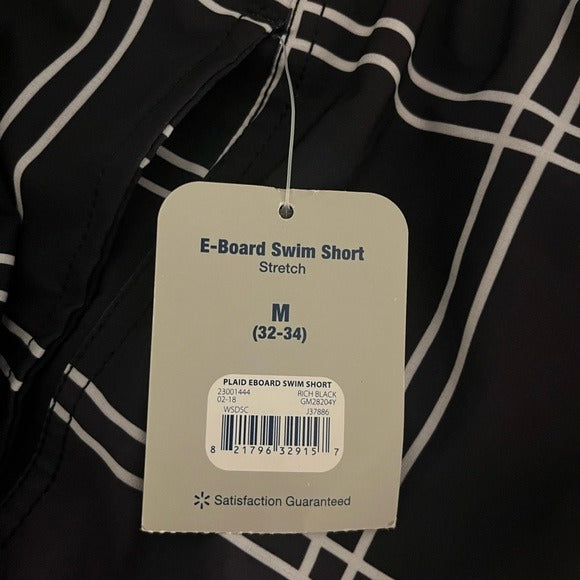 E-Board Swim Short
Stretch
M
(32-34)
PLAID EBOARD SWIM SHORT
23001444 RICH BLACK
02-18 GM28204Y
WSDSC J37886
8 21796 32915 7
Satisfaction Guaranteed